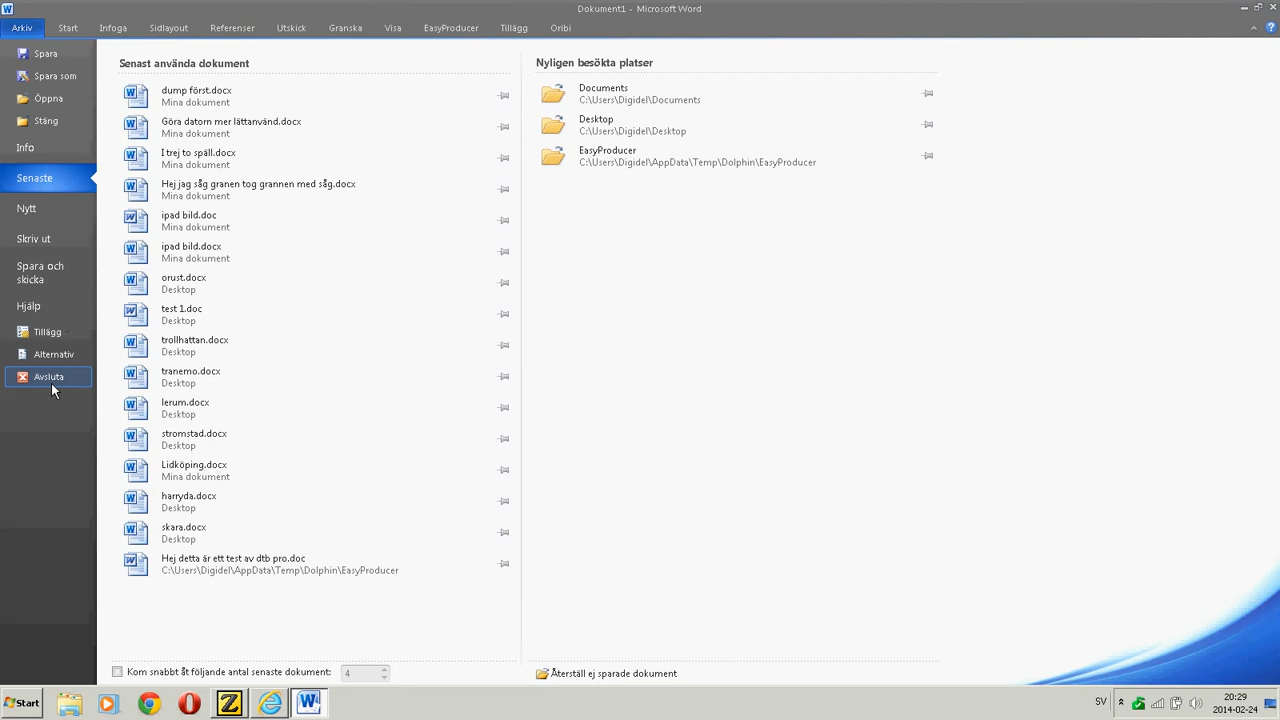 Dokument1 - Microsoft Word
Arkiv Start Infoga Sidlayout Referenser Utskick Granska Visa EasyProducer Tillägg Oribi
Spara
Spara som
Öppna
Stäng
Info
Senaste
Nytt
Skriv ut
Spara och
skicka
Hjälp
Tillägg
Alternativ
Avsluta
Senast använda dokument
dump först.docx
Mina dokument
Göra datorn mer lättanvänd.docx
Mina dokument
I trej to späll.docx
Mina dokument
Hej jag såg granen tog grannen med såg.docx
Mina dokument
ipad bild.doc
Mina dokument
ipad bild.docx
Mina dokument
orust.docx
Desktop
test 1.doc
Desktop
trollhattan.docx
Desktop
tranemo.docx
Desktop
lerum.docx
Desktop
stromstad.docx
Desktop
Lidköping.docx
Mina dokument
harryda.docx
Desktop
skara.docx
Desktop
Hej detta är ett test av dtb pro.doc
C:\Users\Digidel\AppData\Temp\Dolphin\EasyProducer
Kom snabbt åt följande antal senaste dokument: 4
Nyligen besökta platser
Documents
C:\Users\Digidel\Documents
Desktop
C:\Users\Digidel\Desktop
EasyProducer
C:\Users\Digidel\AppData\Temp\Dolphin\EasyProducer
Återställ ej sparade dokument
Start
SV
20:29
2014-02-24